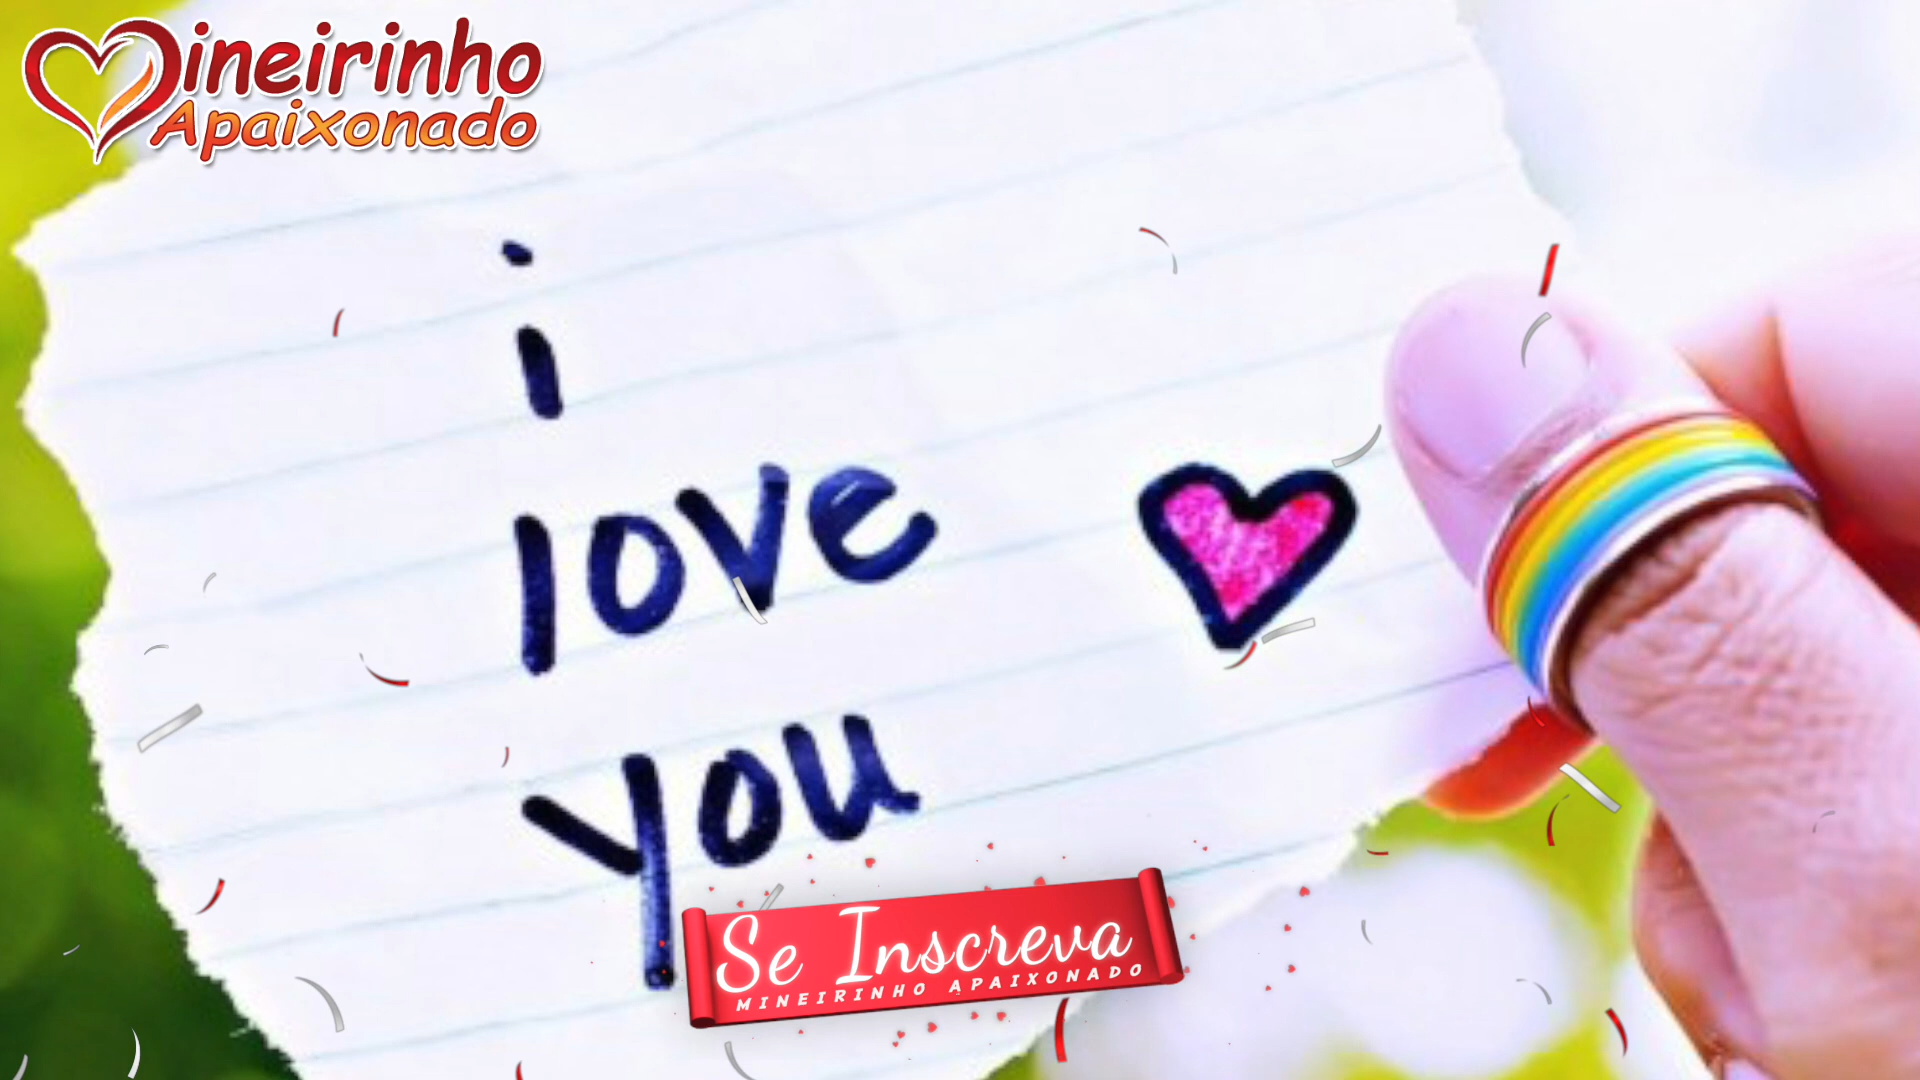 Mineirinho
Apaixonado
i
love
you
Se Inscreva
MINEIRINHO APAIXONADO